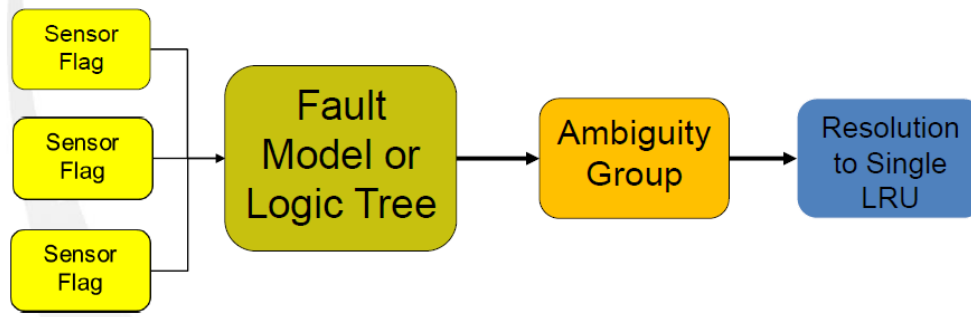 Sensor
Flag
Sensor
Flag
Sensor
Flag
Fault
Model or
Logic Tree
Ambiguity
Group
Resolution
to Single
LRU